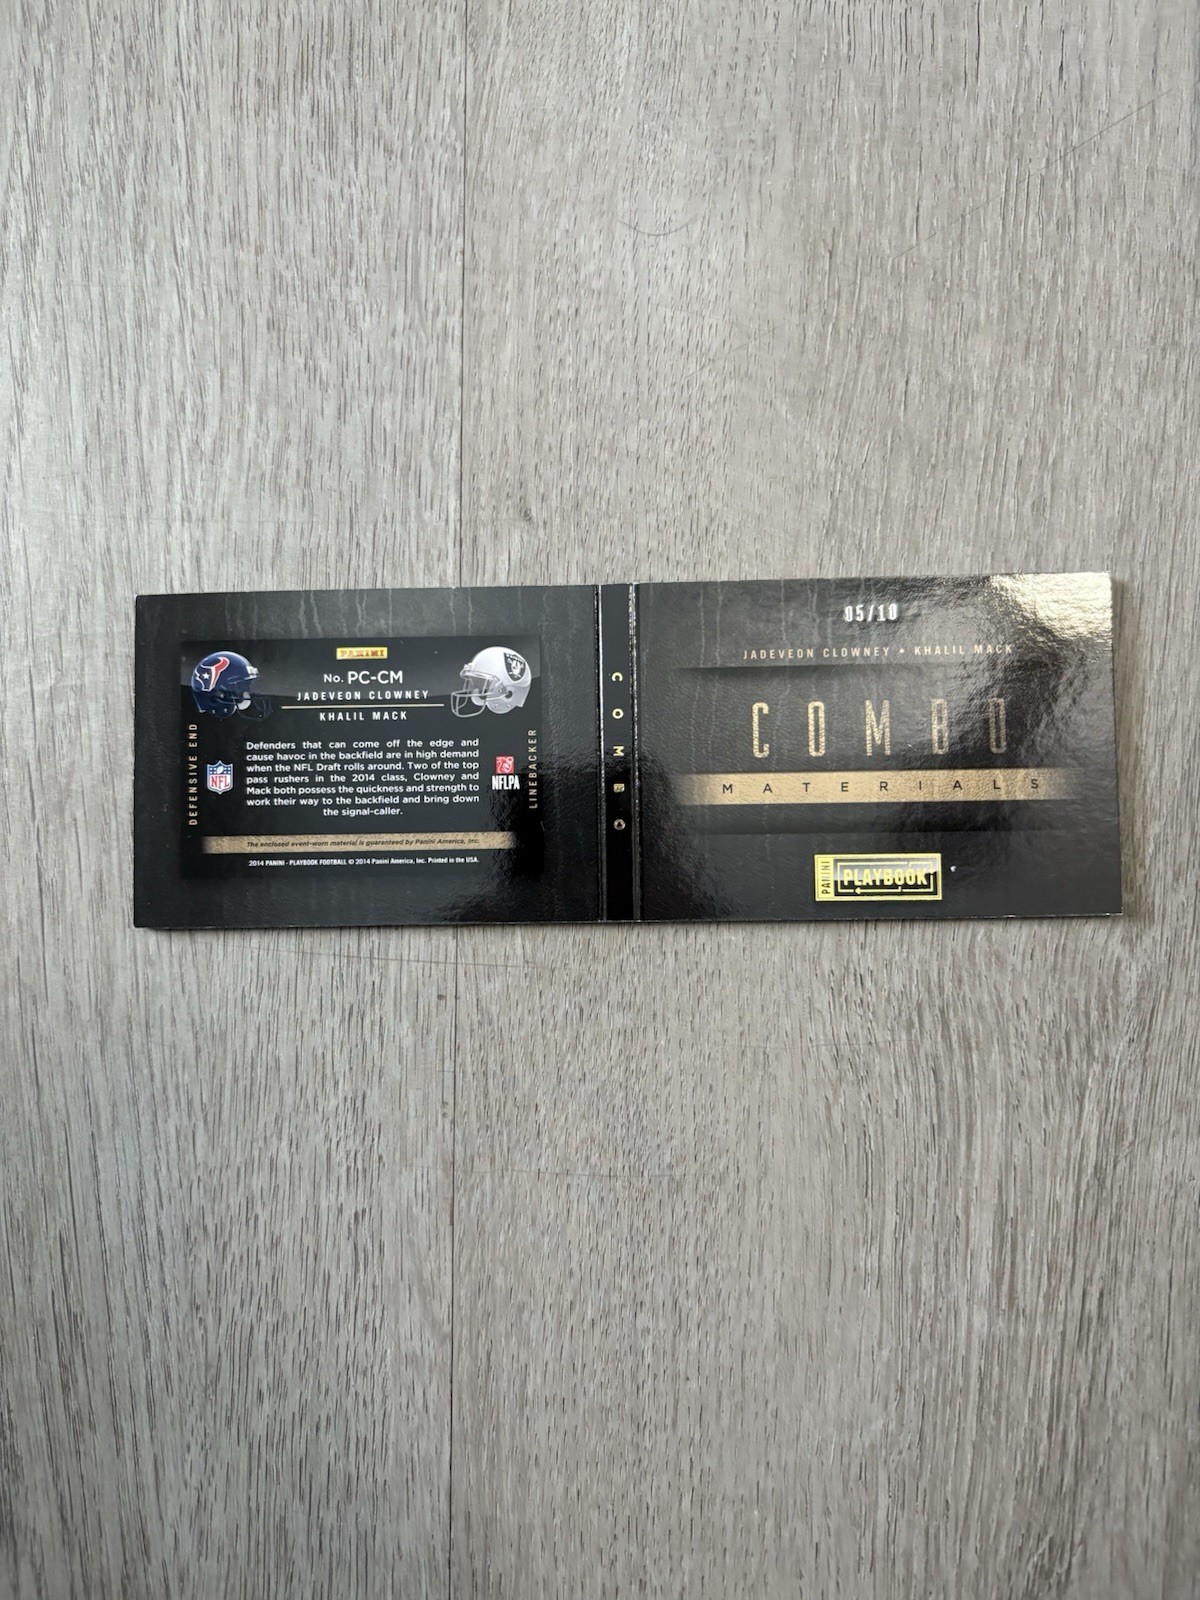 PANINI
No. PC-CM
JADEVEON CLOWNEY
KHALIL MACK
DEFENSIVE END
Defenders that can come off the edge and
cause havoc in the backfield are in high demand
when the NFL Draft rolls around. Two of the top
pass rushers in the 2014 class, Clowney and
Mack both possess the quickness and strength to
work their way to the backfield and bring down
the signal-caller.
NFL
NFLPA
LINEBACKER
The enclosed event-worn material is guaranteed by Panini America, Inc.
2014 PANINI - PLAYBOOK FOOTBALL © 2014 Panini America, Inc. Printed in the USA.
COMBO
05/10
JADEVEON CLOWNEY • KHALIL MACK
COMBO
MATERIALS
PANINI
PLAYBOOK